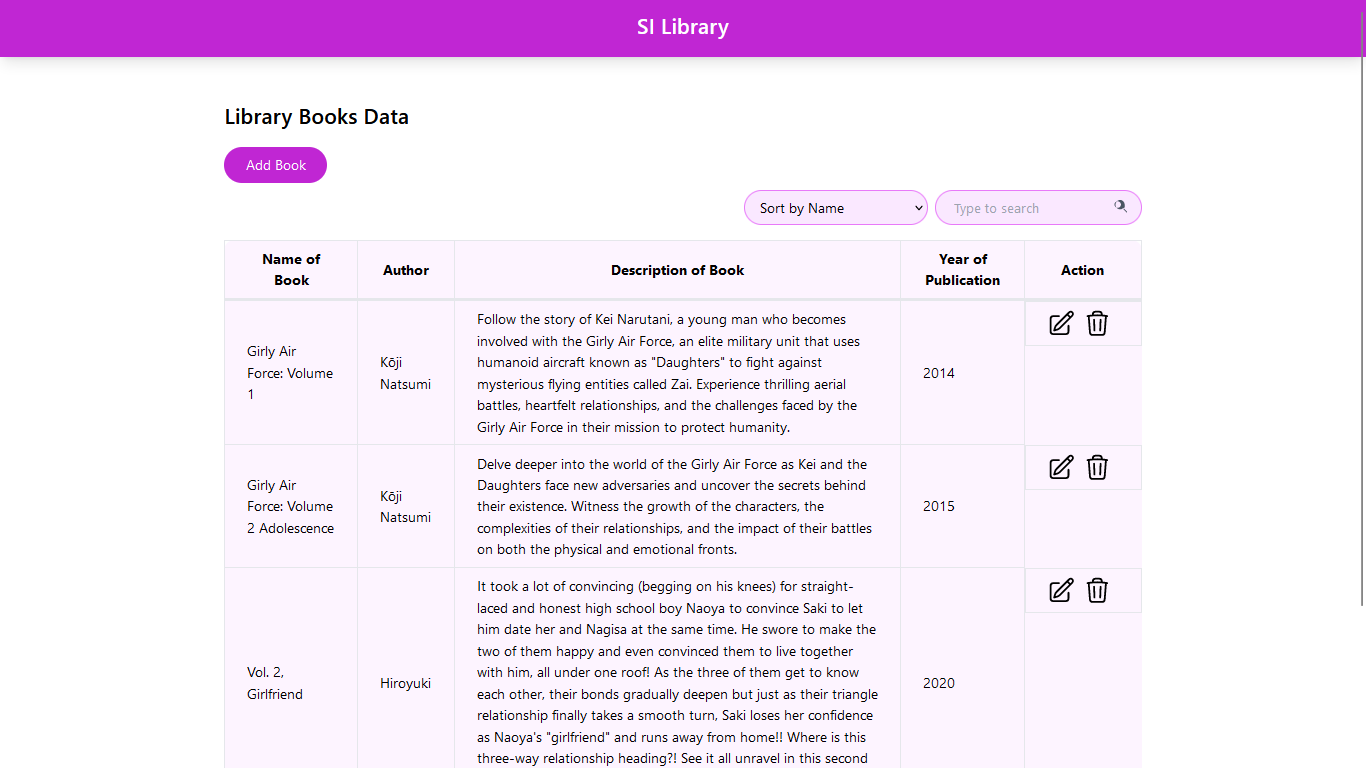 SI Library
Library Books Data
Add Book
Sort by Name
Type to search
Name of
Book
Author
Description of Book
Year of
Publication
Action
Girly Air
Force: Volume
1
Kōji
Natsumi
Follow the story of Kei Narutani, a young man who becomes
involved with the Girly Air Force, an elite military unit that uses
humanoid aircraft known as "Daughters" to fight against
mysterious flying entities called Zai. Experience thrilling aerial
battles, heartfelt relationships, and the challenges faced by the
Girly Air Force in their mission to protect humanity.
2014
Girly Air
Force: Volume
2 Adolescence
Kōji
Natsumi
Delve deeper into the world of the Girly Air Force as Kei and the
Daughters face new adversaries and uncover the secrets behind
their existence. Witness the growth of the characters, the
complexities of their relationships, and the impact of their battles
on both the physical and emotional fronts.
2015
Vol. 2,
Girlfriend
Hiroyuki
It took a lot of convincing (begging on his knees) for straight-
laced and honest high school boy Naoya to convince Saki to let
him date her and Nagisa at the same time. He swore to make the
two of them happy and even convinced them to live together
with him, all under one roof! As the three of them get to know
each other, their bonds gradually deepen but just as their triangle
relationship finally takes a smooth turn, Saki loses her confidence
as Naoya's "girlfriend" and runs away from home!! Where is this
three-way relationship heading?! See it all unravel in this second
2020